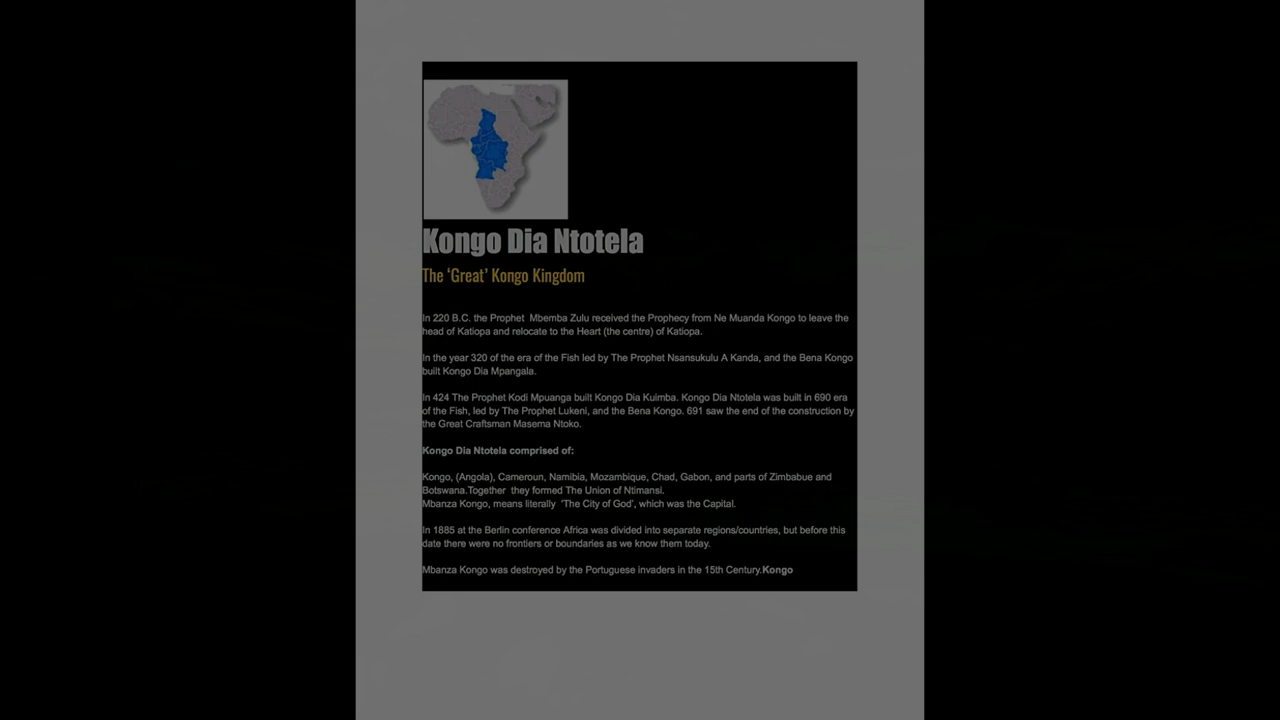 Kongo Dia Ntotela
The ‘Great’ Kongo Kingdom
In 220 B.C. the Prophet Mbemba Zulu received the Prophecy from Ne Muanda Kongo to leave the
head of Katiopa and relocate to the Heart (the centre) of Katiopa.
In the year 320 of the era of the Fish led by The Prophet Nsansukulu A Kanda, and the Bena Kongo
built Kongo Dia Mpangala.
In 424 The Prophet Kodi Mpuanga built Kongo Dia Kuimba. Kongo Dia Ntotela was built in 690 era
of the Fish, led by The Prophet Lukeni, and the Bena Kongo. 691 saw the end of the construction by
the Great Craftsman Masema Ntoko.
Kongo Dia Ntotela comprised of:
Kongo, (Angola), Cameroun, Namibia, Mozambique, Chad, Gabon, and parts of Zimbabue and
Botswana.Together they formed The Union of Ntimansi.
Mbanza Kongo, means literally ‘The City of God’, which was the Capital.
In 1885 at the Berlin conference Africa was divided into separate regions/countries, but before this
date there were no frontiers or boundaries as we know them today.
Mbanza Kongo was destroyed by the Portuguese invaders in the 15th Century.Kongo